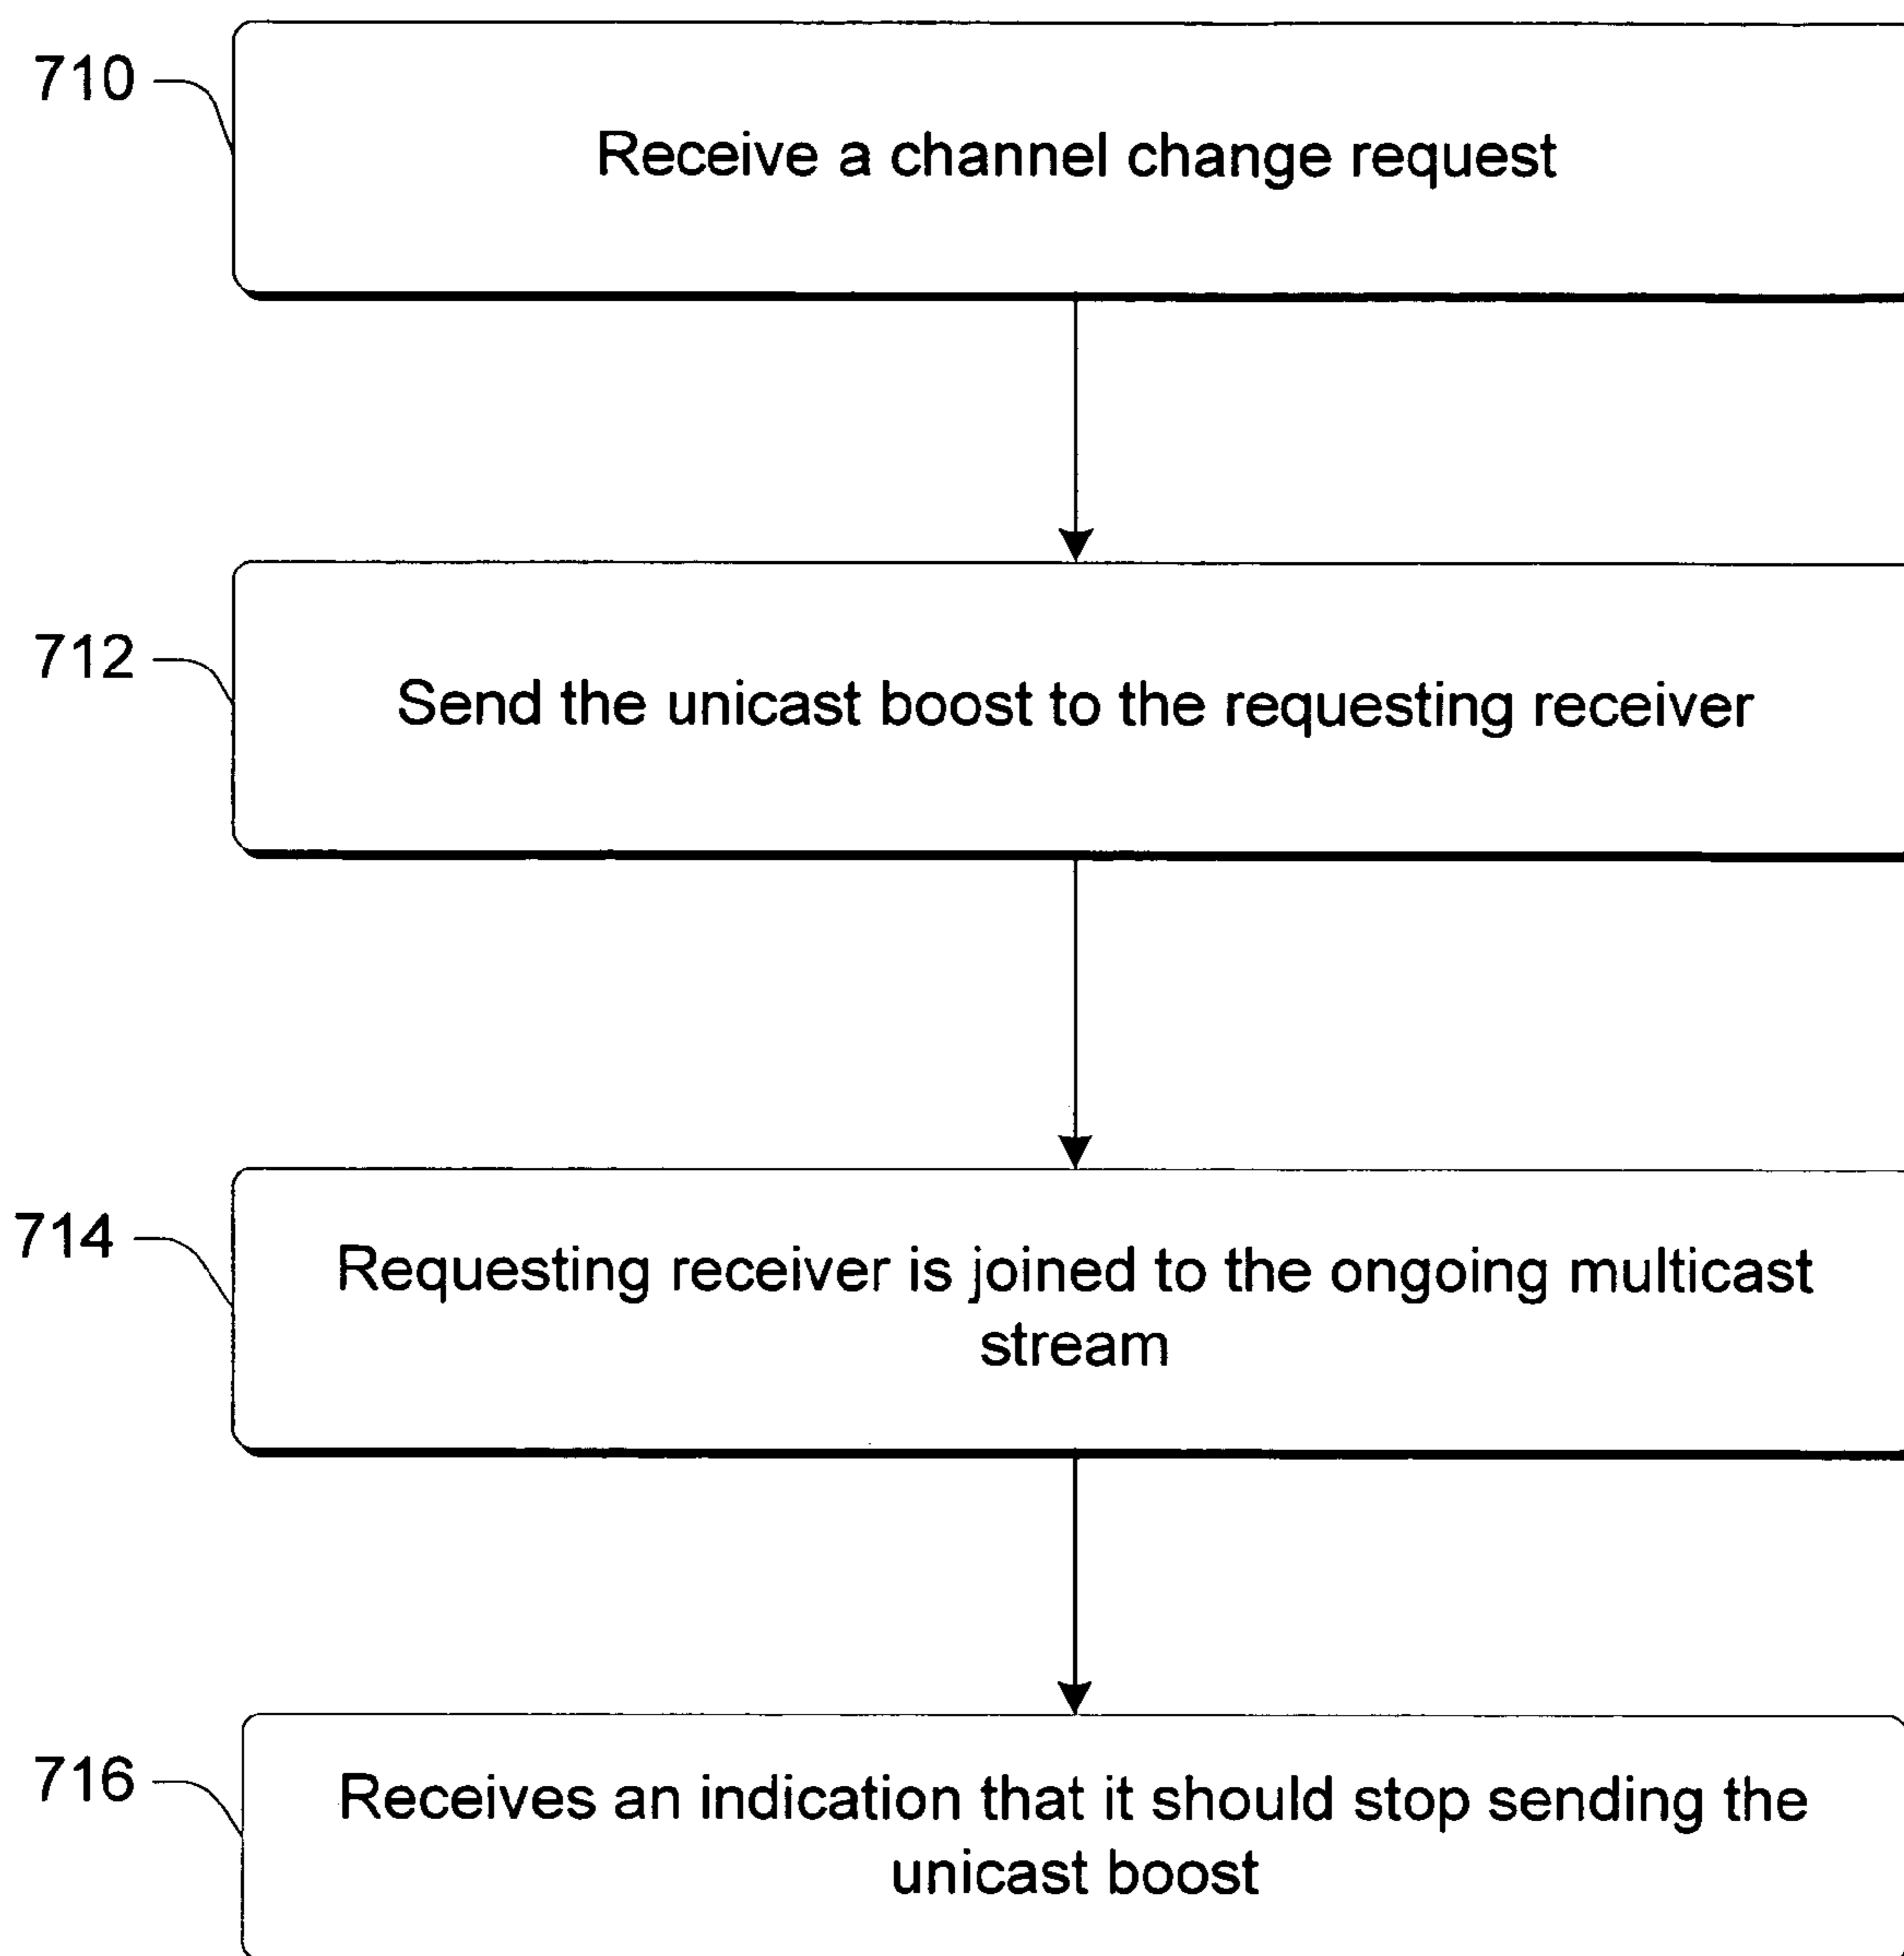 710
Receive a channel change request
712
Send the unicast boost to the requesting receiver
714
Requesting receiver is joined to the ongoing multicast
stream
716
Receives an indication that it should stop sending the
unicast boost